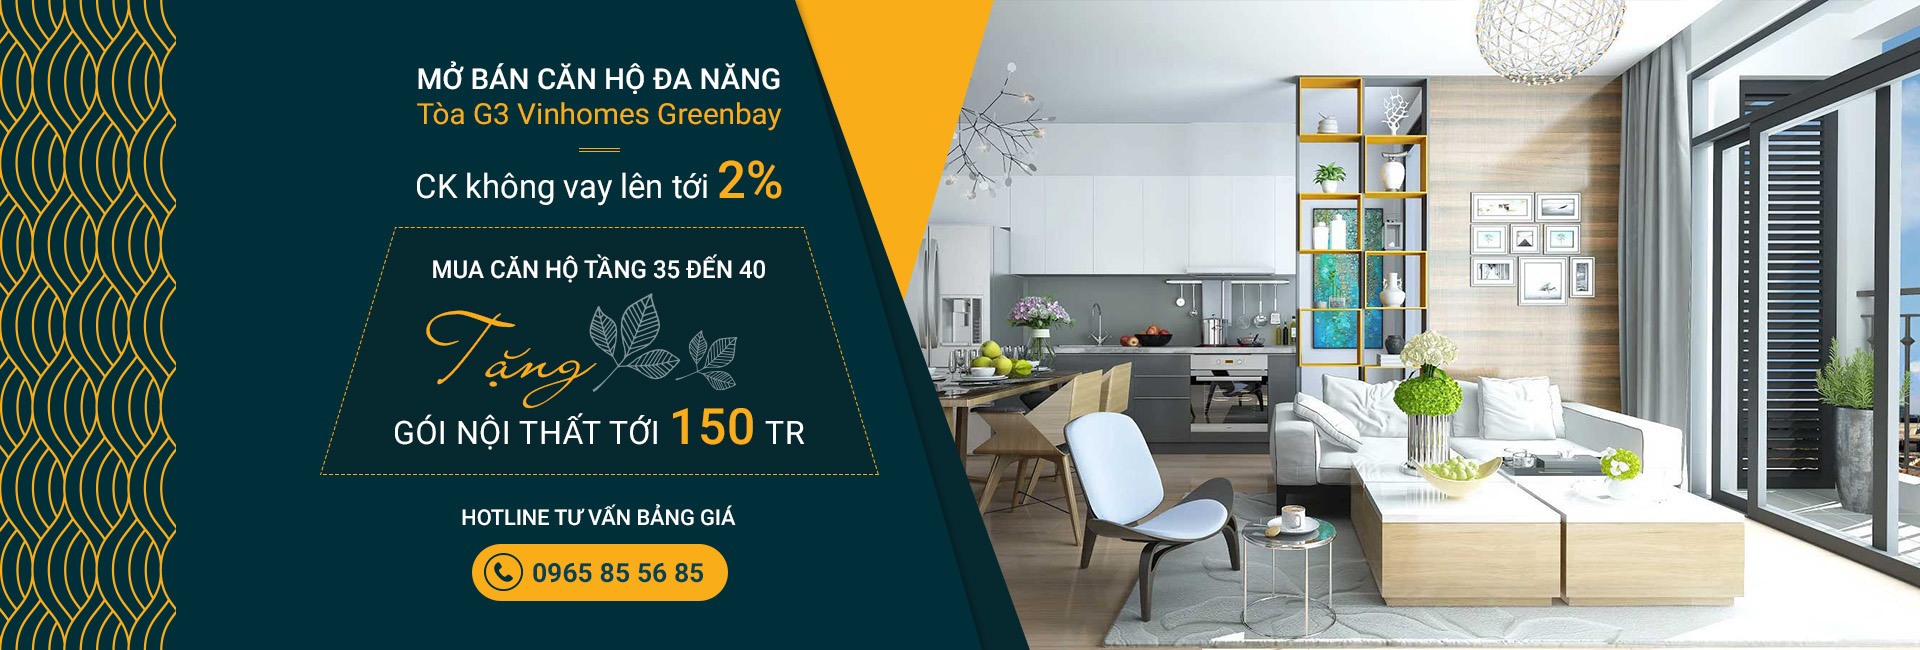 MỞ BÁN CĂN HỘ ĐA NĂNG
Tòa G3 Vinhomes Greenbay
CK không vay lên tới 2%
MUA CĂN HỘ TẦNG 35 ĐẾN 40
Tặng
GÓI NỘI THẤT TỚI 150 TR
HOTLINE TƯ VẤN BẢNG GIÁ
0965 85 56 85